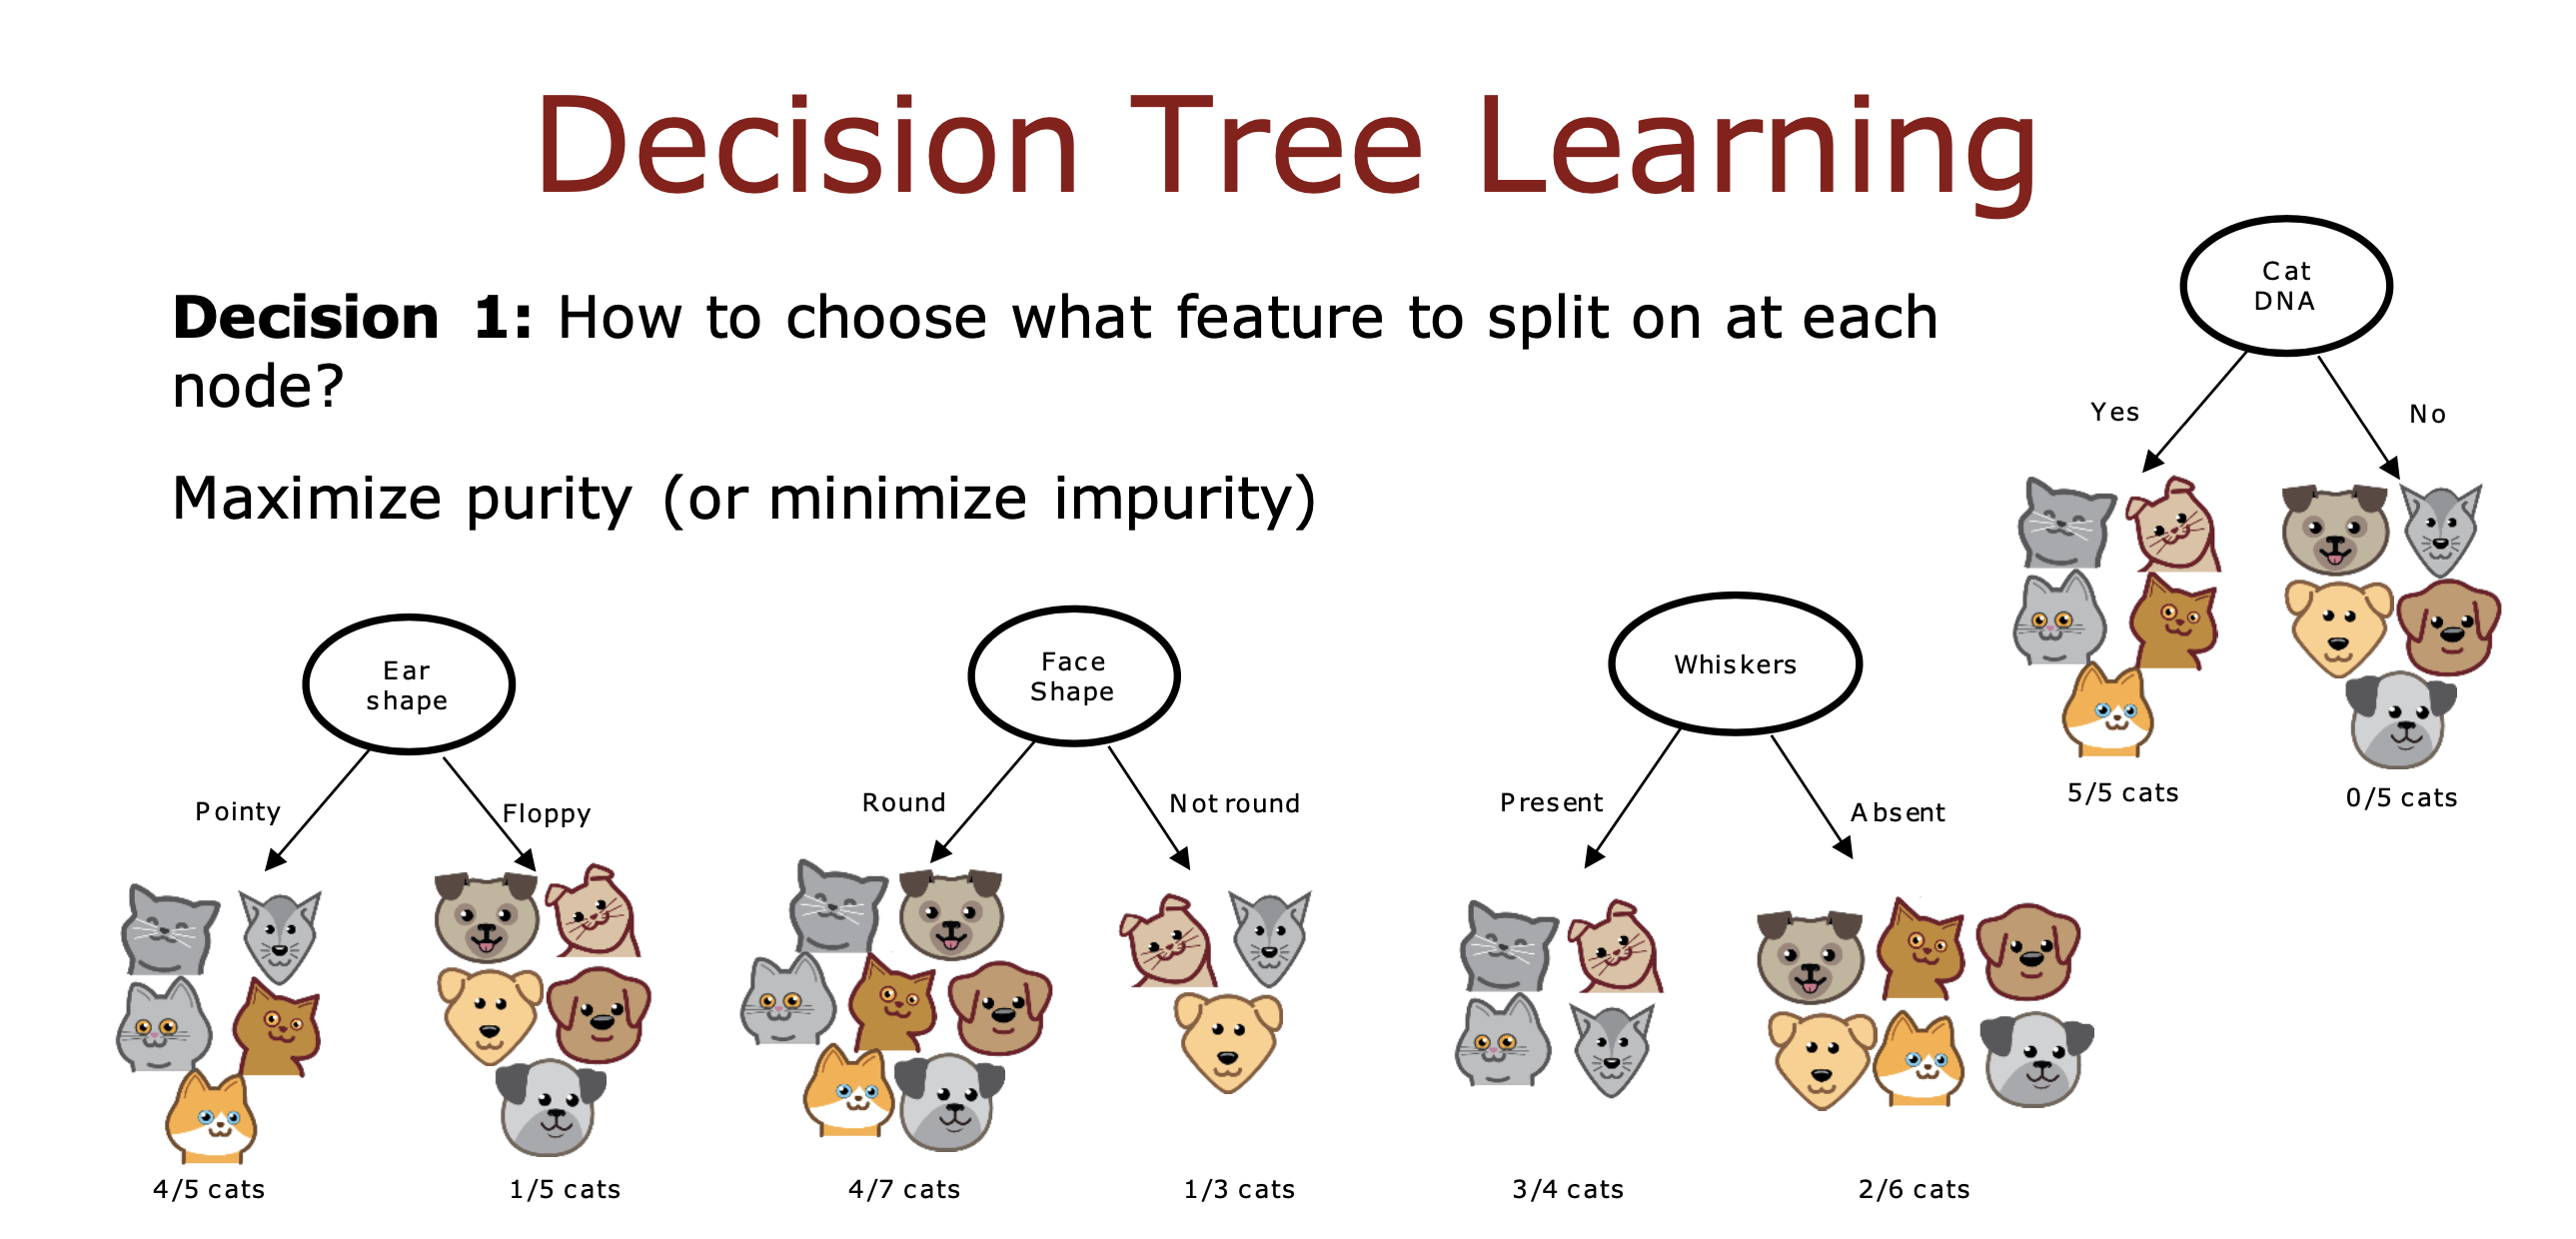 Decision Tree Learning
Decision 1: How to choose what feature to split on at each
node?
Maximize purity (or minimize impurity)
Cat
DNA
Yes
No
5/5 cats
0/5 cats
Ear
shape
Pointy
Floppy
4/5 cats
1/5 cats
Face
Shape
Round
Not round
4/7 cats
1/3 cats
Whiskers
Present
Absent
3/4 cats
2/6 cats